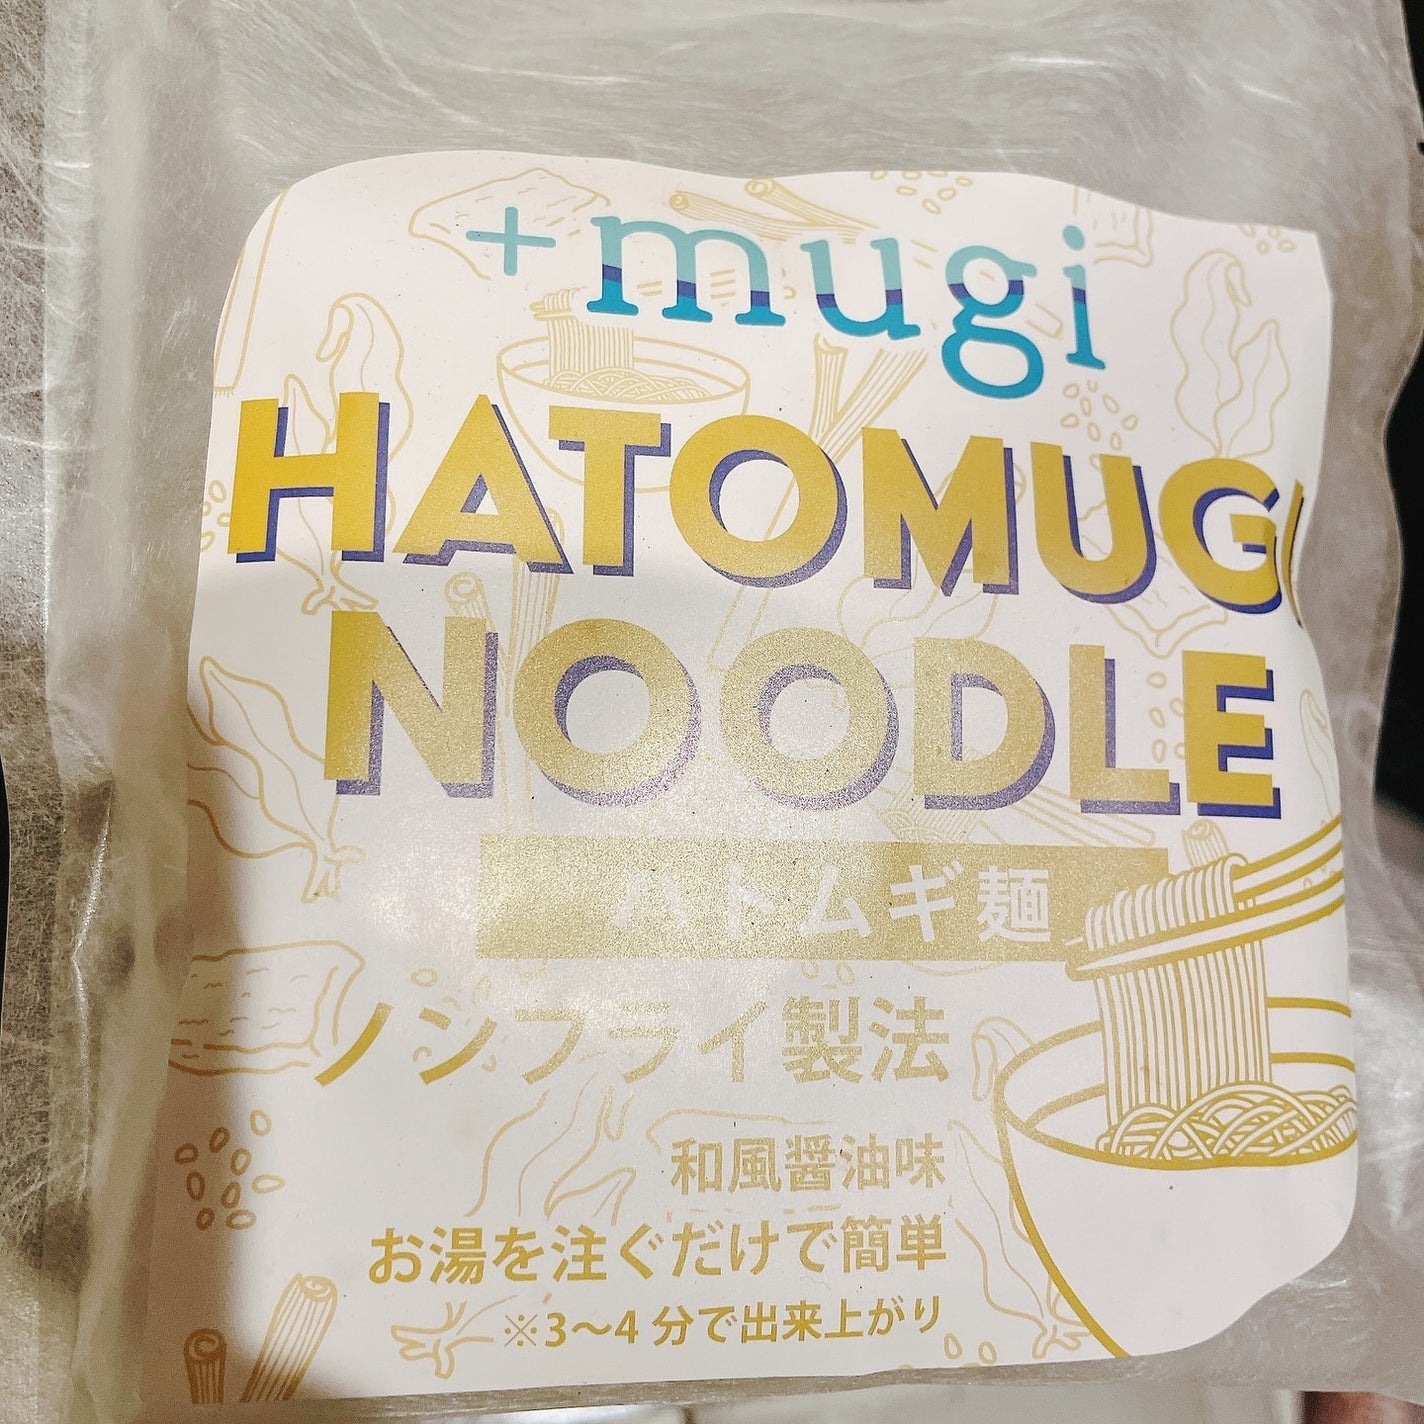 +mugi
HATOMUGI
NOODLE
ハトムギ麺
ノンフライ製法
和風醤油味
お湯を注ぐだけで簡単
※3〜4分で出来上がり